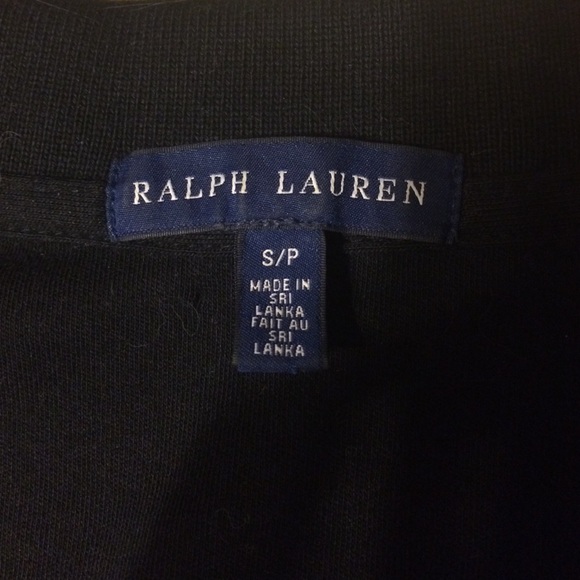 RALPH LAUREN
S/P
MADE IN
SRI
LANKA
FAIT AU
SRI
LANKA